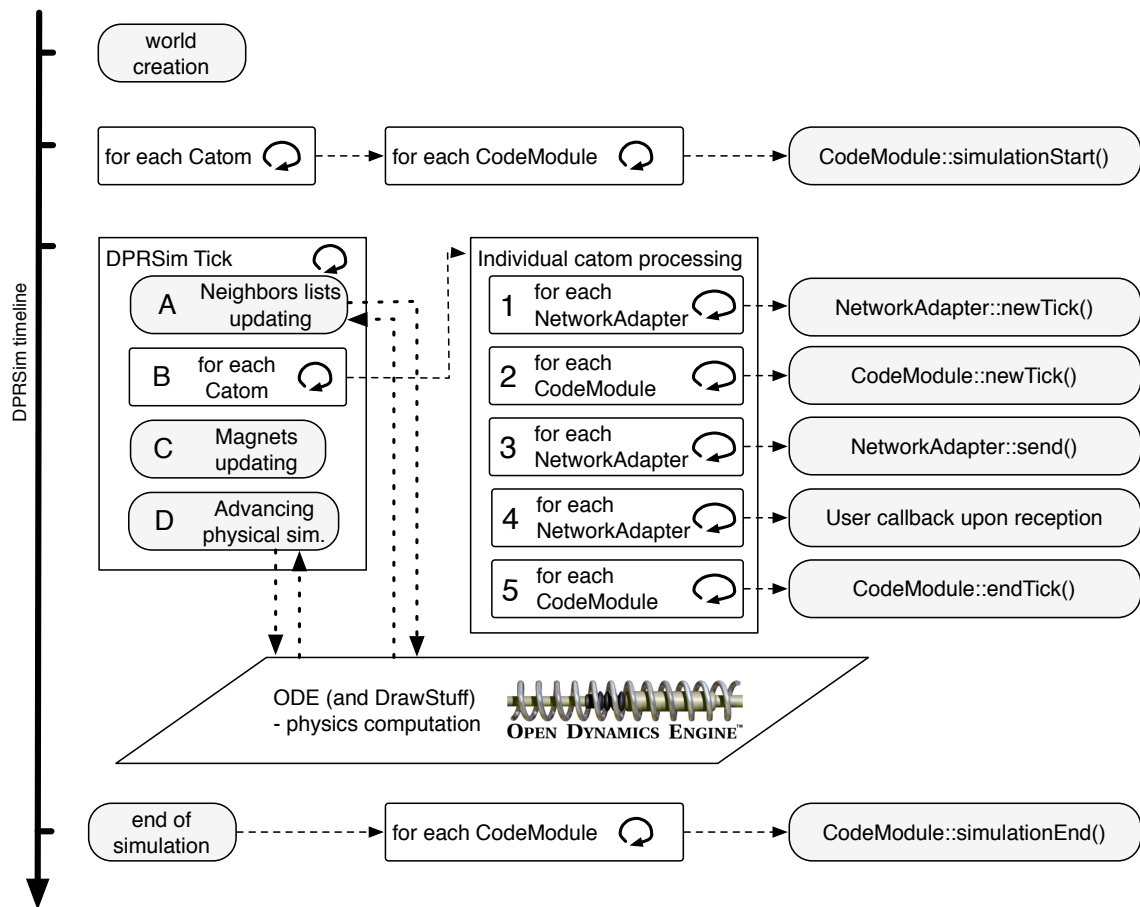 DPRSim timeline
world
creation
for each Catom
for each CodeModule
CodeModule::simulationStart()
DPRSim Tick
A
Neighbors lists
updating
B
for each
Catom
C
Magnets
updating
D
Advancing
physical sim.
Individual catom processing
1
for each
NetworkAdapter
NetworkAdapter::newTick()
2
for each
CodeModule
CodeModule::newTick()
3
for each
NetworkAdapter
NetworkAdapter::send()
4
for each
NetworkAdapter
User callback upon reception
5
for each
CodeModule
CodeModule::endTick()
ODE (and DrawStuff)
- physics computation
OPEN DYNAMICS ENGINE™
end of
simulation
for each CodeModule
CodeModule::simulationEnd()